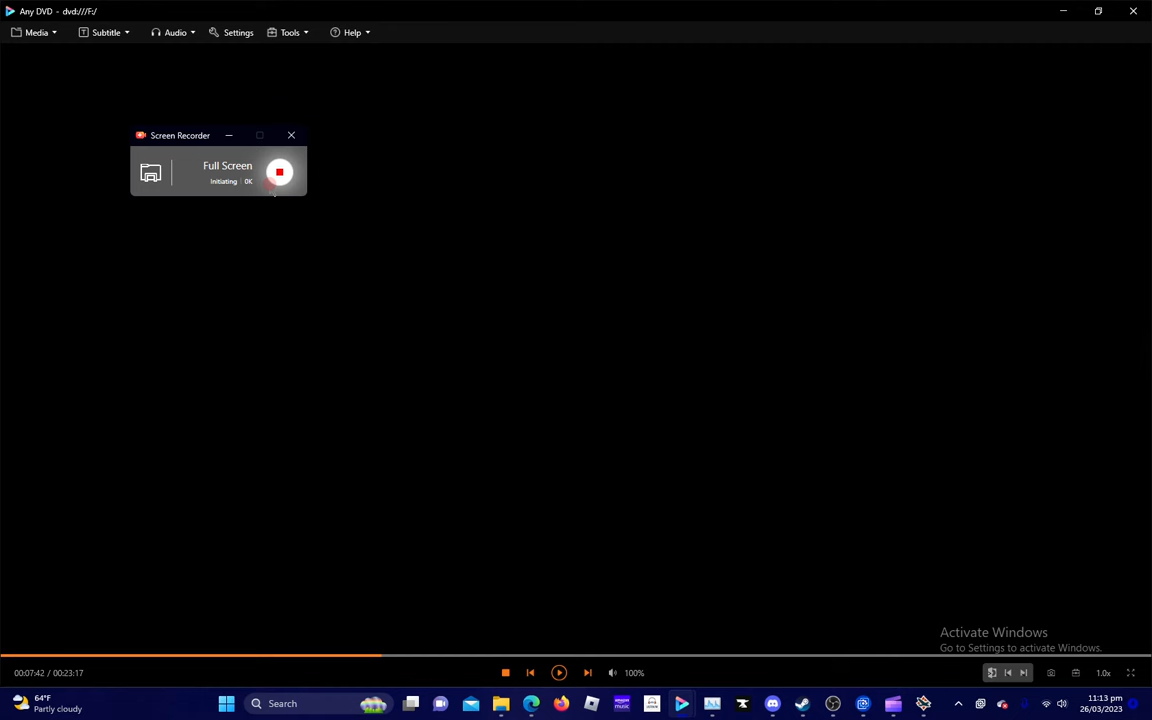 Any DVD - dvd:///F:/
Media Subtitle Audio Settings Tools Help
Screen Recorder
Full Screen
Initiating 0K
Activate Windows
Go to Settings to activate Windows.
00:07:42 / 00:23:17 100% 1.0x
64°F
Partly cloudy
Search
11:13 pm
26/03/2023